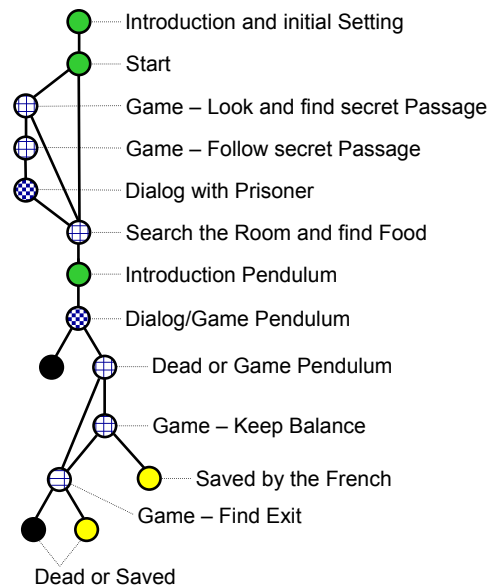 Introduction and initial Setting
Start
Game – Look and find secret Passage
Game – Follow secret Passage
Dialog with Prisoner
Search the Room and find Food
Introduction Pendulum
Dialog/Game Pendulum
Dead or Game Pendulum
Game – Keep Balance
Saved by the French
Game – Find Exit
Dead or Saved